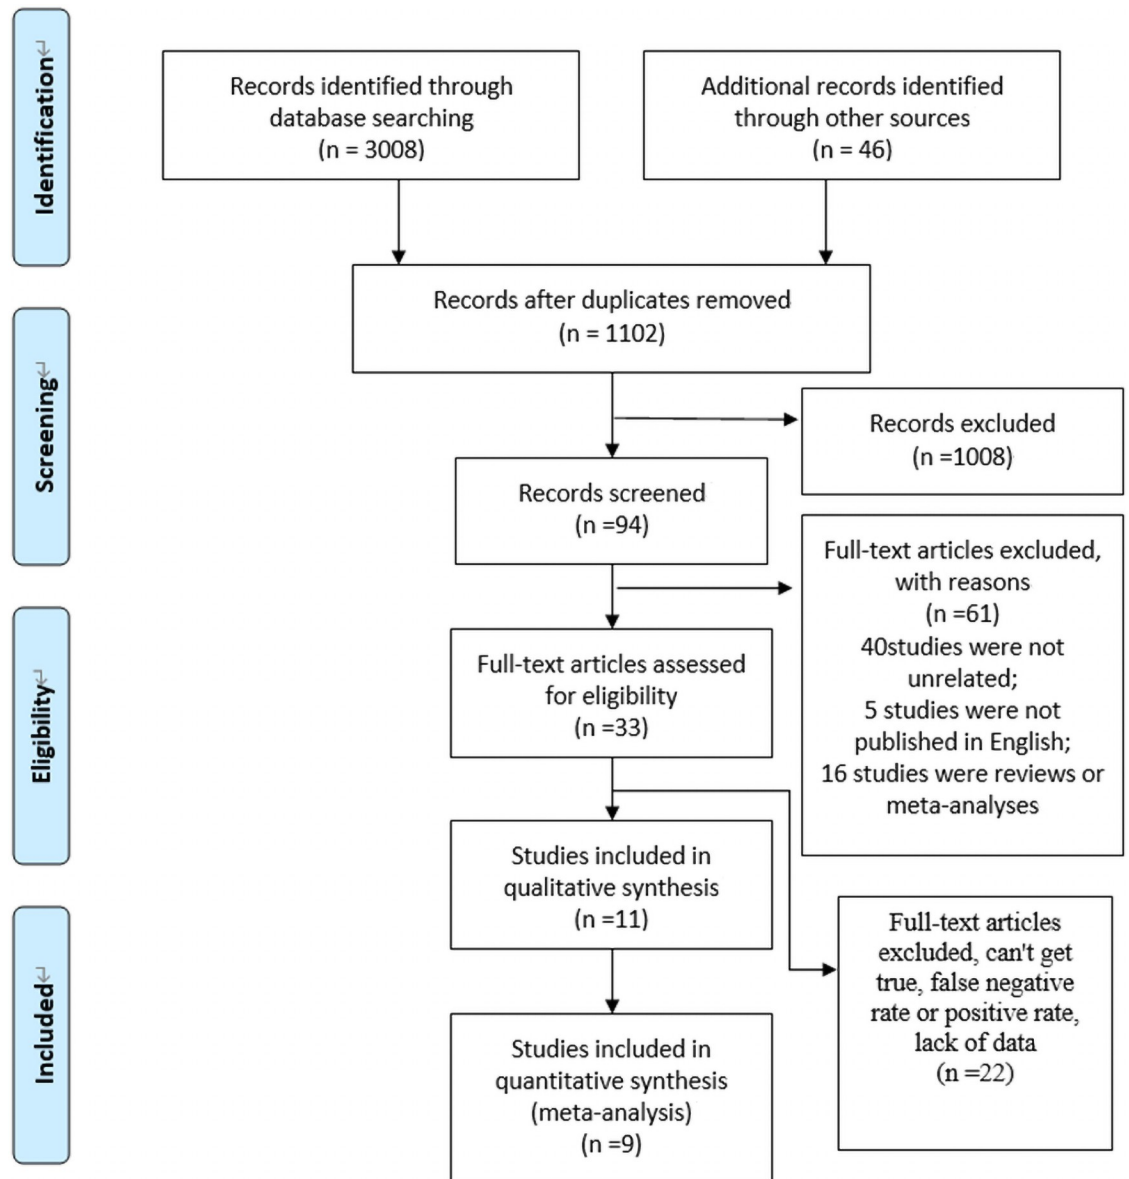 Identification↵
Records identified through
database searching
(n = 3008)
Additional records identified
through other sources
(n = 46)
Records after duplicates removed
(n = 1102)
Screening↵
Records excluded
(n =1008)
Records screened
(n =94)
Full-text articles excluded,
with reasons
(n =61)
40studies were not
unrelated;
5 studies were not
published in English;
16 studies were reviews or
meta-analyses
Eligibility↵
Full-text articles assessed
for eligibility
(n =33)
Studies included in
qualitative synthesis
(n =11)
Full-text articles
excluded, can't get
true, false negative
rate or positive rate,
lack of data
(n =22)
Included↵
Studies included in
quantitative synthesis
(meta-analysis)
(n =9)